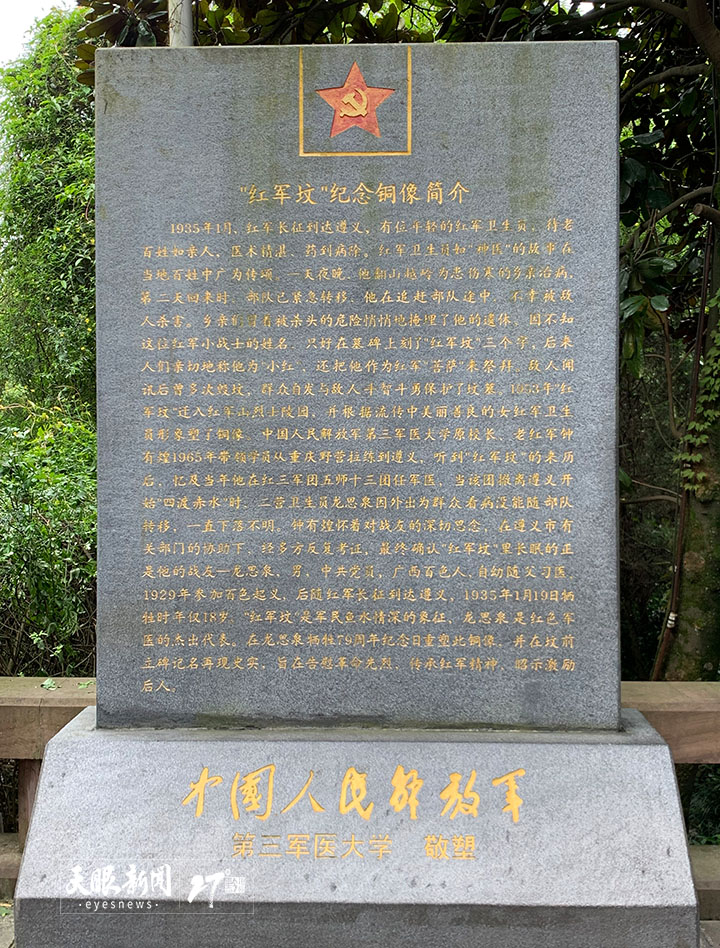 "红军坟"纪念铜像简介
1935年1月，红军长征到达遵义，有位年轻的红军卫生员，待老
百姓如亲人，医术精湛、药到病除。红军卫生员如"神医"的故事在
当地百姓中广为传颂。一天夜晚，他翻山越岭为患伤寒的乡亲治病，
第二天回来时，部队已紧急转移，他在追赶部队途中，不幸被敌
人杀害。乡亲们冒着被杀头的危险悄悄地掩埋了他的遗体，因不知
这位红军小战士的姓名，只好在墓碑上刻了"红军坟"三个字，后来
人们亲切地称他为"小红"，还把他作为红军"菩萨"来祭拜。敌人闻
讯后曾多次毁坟，群众自发与敌人斗智斗勇保护了坟墓。1953年"红
军坟"迁入红军山烈士陵园，并根据流传中美丽善良的女红军卫生
员形象塑了铜像。中国人民解放军第三军医大学原校长、老红军钟
有煌1965年带领学员从重庆野营拉练到遵义，听到"红军坟"的来历
后，忆及当年他在红三军团五师十三团任军医，当该团撤离遵义开
始"四渡赤水"时，二营卫生员龙思泉因外出为群众看病没能随部队
转移，一直下落不明。钟有煌怀着对战友的深切思念，在遵义市有
关部门的协助下，经多方反复考证，最终确认"红军坟"里长眠的正
是他的战友—龙思泉，男，中共党员，广西百色人，自幼随父习医，
1929年参加百色起义，后随红军长征到达遵义，1935年1月19日牺
牲时年仅18岁。"红军坟"是军民鱼水情深的象征，龙思泉是红色军
医的杰出代表。在龙思泉牺牲79周年纪念日重塑此铜像，并在坟前
立碑记名再现史实，旨在告慰革命先烈，传承红军精神，昭示激励
后人。
中国人民解放军
第三军医大学 敬塑
天眼新闻 27°
eyesnews